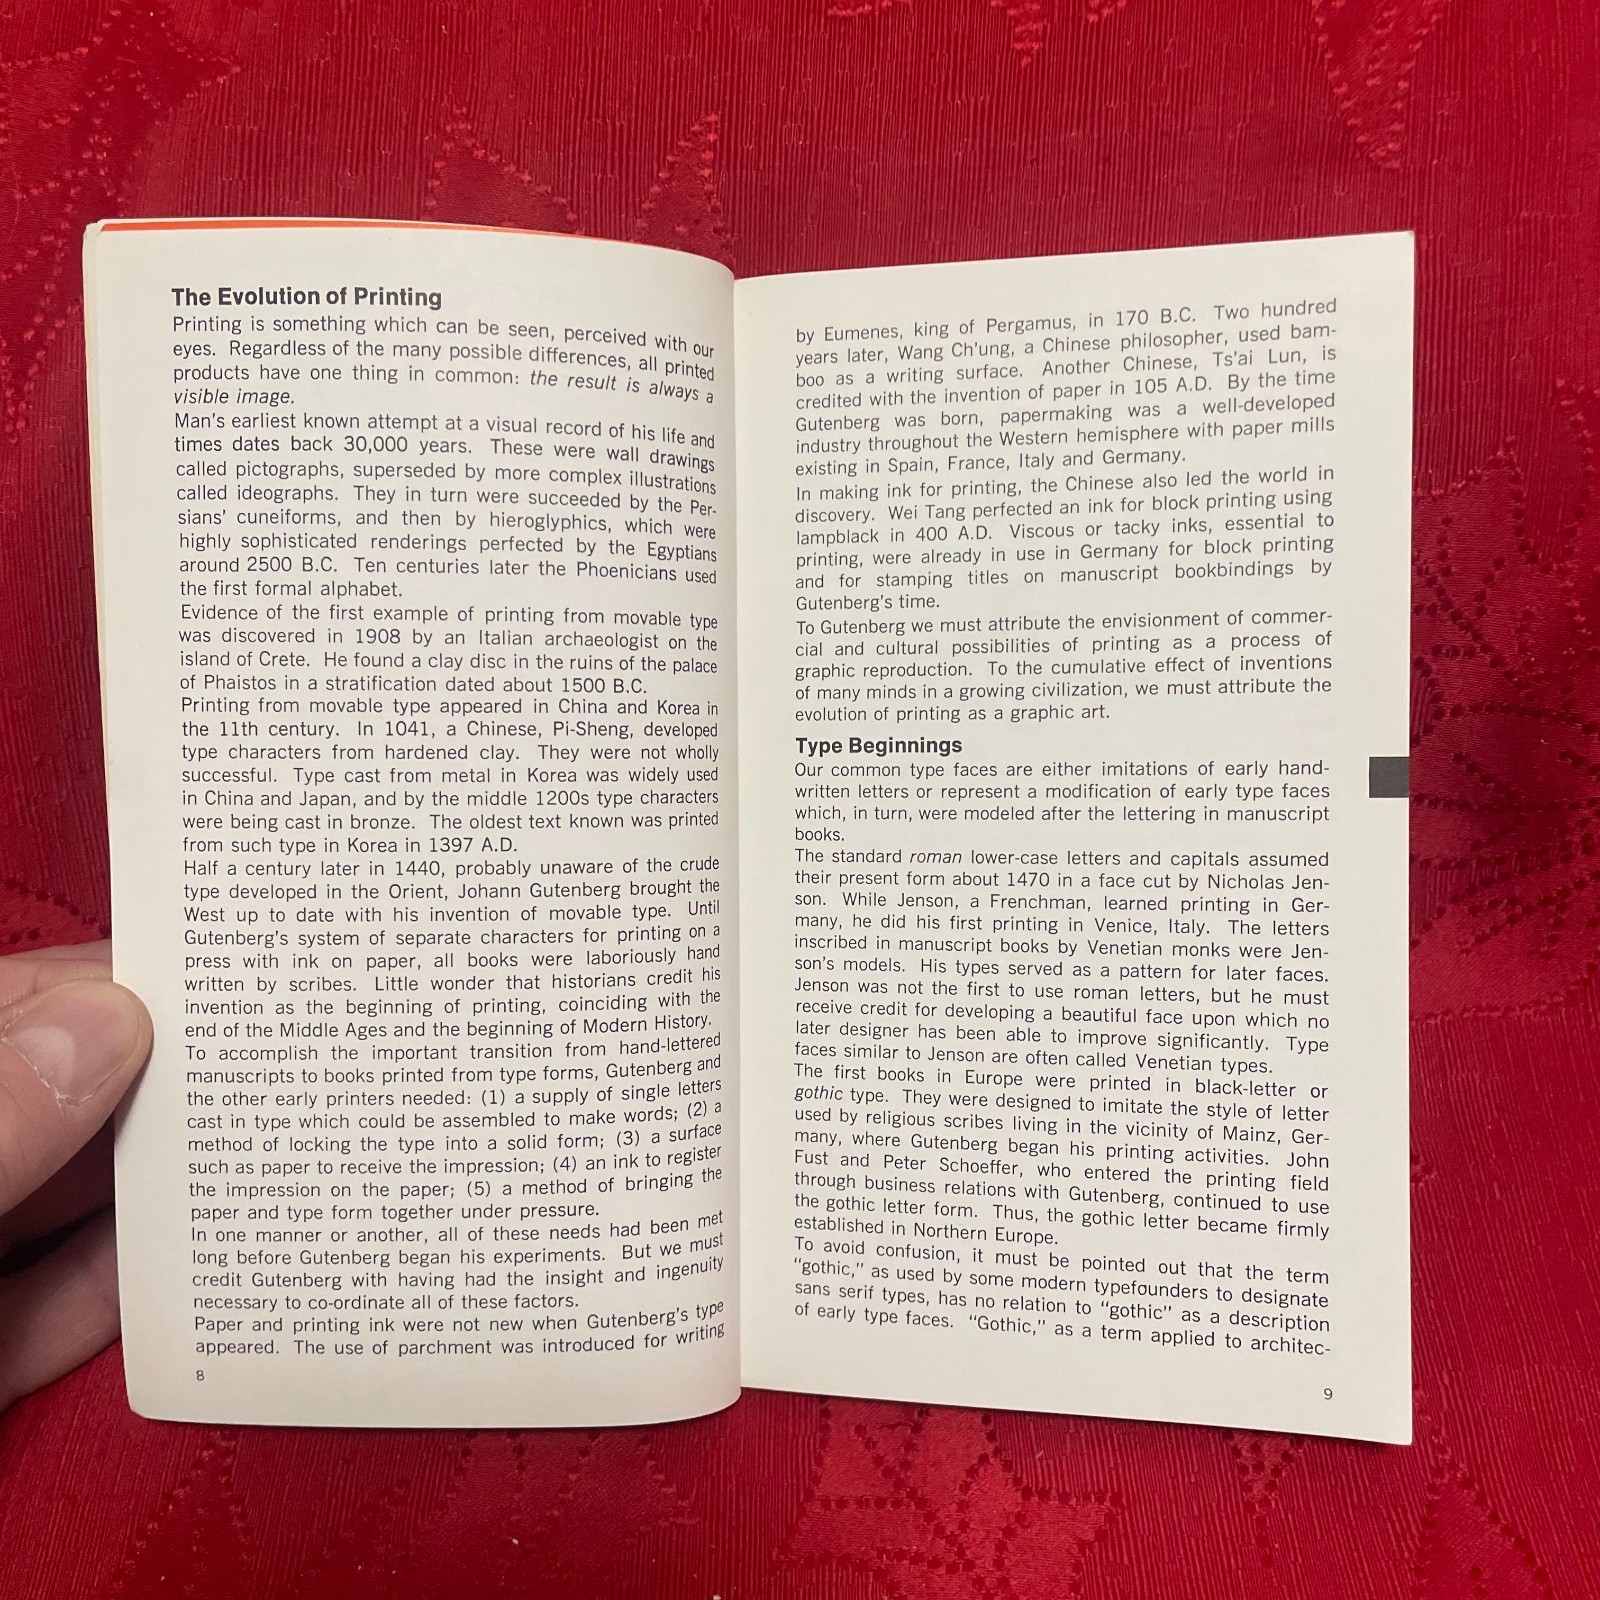 The Evolution of Printing
Printing is something which can be seen, perceived with our
eyes. Regardless of the many possible differences, all printed
products have one thing in common: the result is always a
visible image.
Man's earliest known attempt at a visual record of his life and
times dates back 30,000 years. These were wall drawings
called pictographs, superseded by more complex illustrations
called ideographs. They in turn were succeeded by the Per-
sians' cuneiforms, and then by hieroglyphics, which were
highly sophisticated renderings perfected by the Egyptians
around 2500 B.C. Ten centuries later the Phoenicians used
the first formal alphabet.
Evidence of the first example of printing from movable type
was discovered in 1908 by an Italian archaeologist on the
island of Crete. He found a clay disc in the ruins of the palace
of Phaistos in a stratification dated about 1500 B.C.
Printing from movable type appeared in China and Korea in
the 11th century. In 1041, a Chinese, Pi-Sheng, developed
type characters from hardened clay. They were not wholly
successful. Type cast from metal in Korea was widely used
in China and Japan, and by the middle 1200s type characters
were being cast in bronze. The oldest text known was printed
from such type in Korea in 1397 A.D.
Half a century later in 1440, probably unaware of the crude
type developed in the Orient, Johann Gutenberg brought the
West up to date with his invention of movable type. Until
Gutenberg's system of separate characters for printing on a
press with ink on paper, all books were laboriously hand
written by scribes. Little wonder that historians credit his
invention as the beginning of printing, coinciding with the
end of the Middle Ages and the beginning of Modern History.
To accomplish the important transition from hand-lettered
manuscripts to books printed from type forms, Gutenberg and
the other early printers needed: (1) a supply of single letters
cast in type which could be assembled to make words; (2) a
method of locking the type into a solid form; (3) a surface
such as paper to receive the impression; (4) an ink to register
the impression on the paper; (5) a method of bringing the
paper and type form together under pressure.
In one manner or another, all of these needs had been met
long before Gutenberg began his experiments. But we must
credit Gutenberg with having had the insight and ingenuity
necessary to co-ordinate all of these factors.
Paper and printing ink were not new when Gutenberg's type
appeared. The use of parchment was introduced for writing
8
by Eumenes, king of Pergamus, in 170 B.C. Two hundred
years later, Wang Ch'ung, a Chinese philosopher, used bam-
boo as a writing surface. Another Chinese, Ts'ai Lun, is
credited with the invention of paper in 105 A.D. By the time
Gutenberg was born, papermaking was a well-developed
industry throughout the Western hemisphere with paper mills
existing in Spain, France, Italy and Germany.
In making ink for printing, the Chinese also led the world in
discovery. Wei Tang perfected an ink for block printing using
lampblack in 400 A.D. Viscous or tacky inks, essential to
printing, were already in use in Germany for block printing
and for stamping titles on manuscript bookbindings by
Gutenberg's time.
To Gutenberg we must attribute the envisionment of commer-
cial and cultural possibilities of printing as a process of
graphic reproduction. To the cumulative effect of inventions
of many minds in a growing civilization, we must attribute the
evolution of printing as a graphic art.
Type Beginnings
Our common type faces are either imitations of early hand-
written letters or represent a modification of early type faces
which, in turn, were modeled after the lettering in manuscript
books.
The standard roman lower-case letters and capitals assumed
their present form about 1470 in a face cut by Nicholas Jen-
son. While Jenson, a Frenchman, learned printing in Ger-
many, he did his first printing in Venice, Italy. The letters
inscribed in manuscript books by Venetian monks were Jen-
son's models. His types served as a pattern for later faces.
Jenson was not the first to use roman letters, but he must
receive credit for developing a beautiful face upon which no
later designer has been able to improve significantly. Type
faces similar to Jenson are often called Venetian types.
The first books in Europe were printed in black-letter or
gothic type. They were designed to imitate the style of letter
used by religious scribes living in the vicinity of Mainz, Ger-
many, where Gutenberg began his printing activities. John
Fust and Peter Schoeffer, who entered the printing field
through business relations with Gutenberg, continued to use
the gothic letter form. Thus, the gothic letter became firmly
established in Northern Europe.
To avoid confusion, it must be pointed out that the term
"gothic," as used by some modern typefounders to designate
sans serif types, has no relation to "gothic" as a description
of early type faces. "Gothic," as a term applied to architec-
9